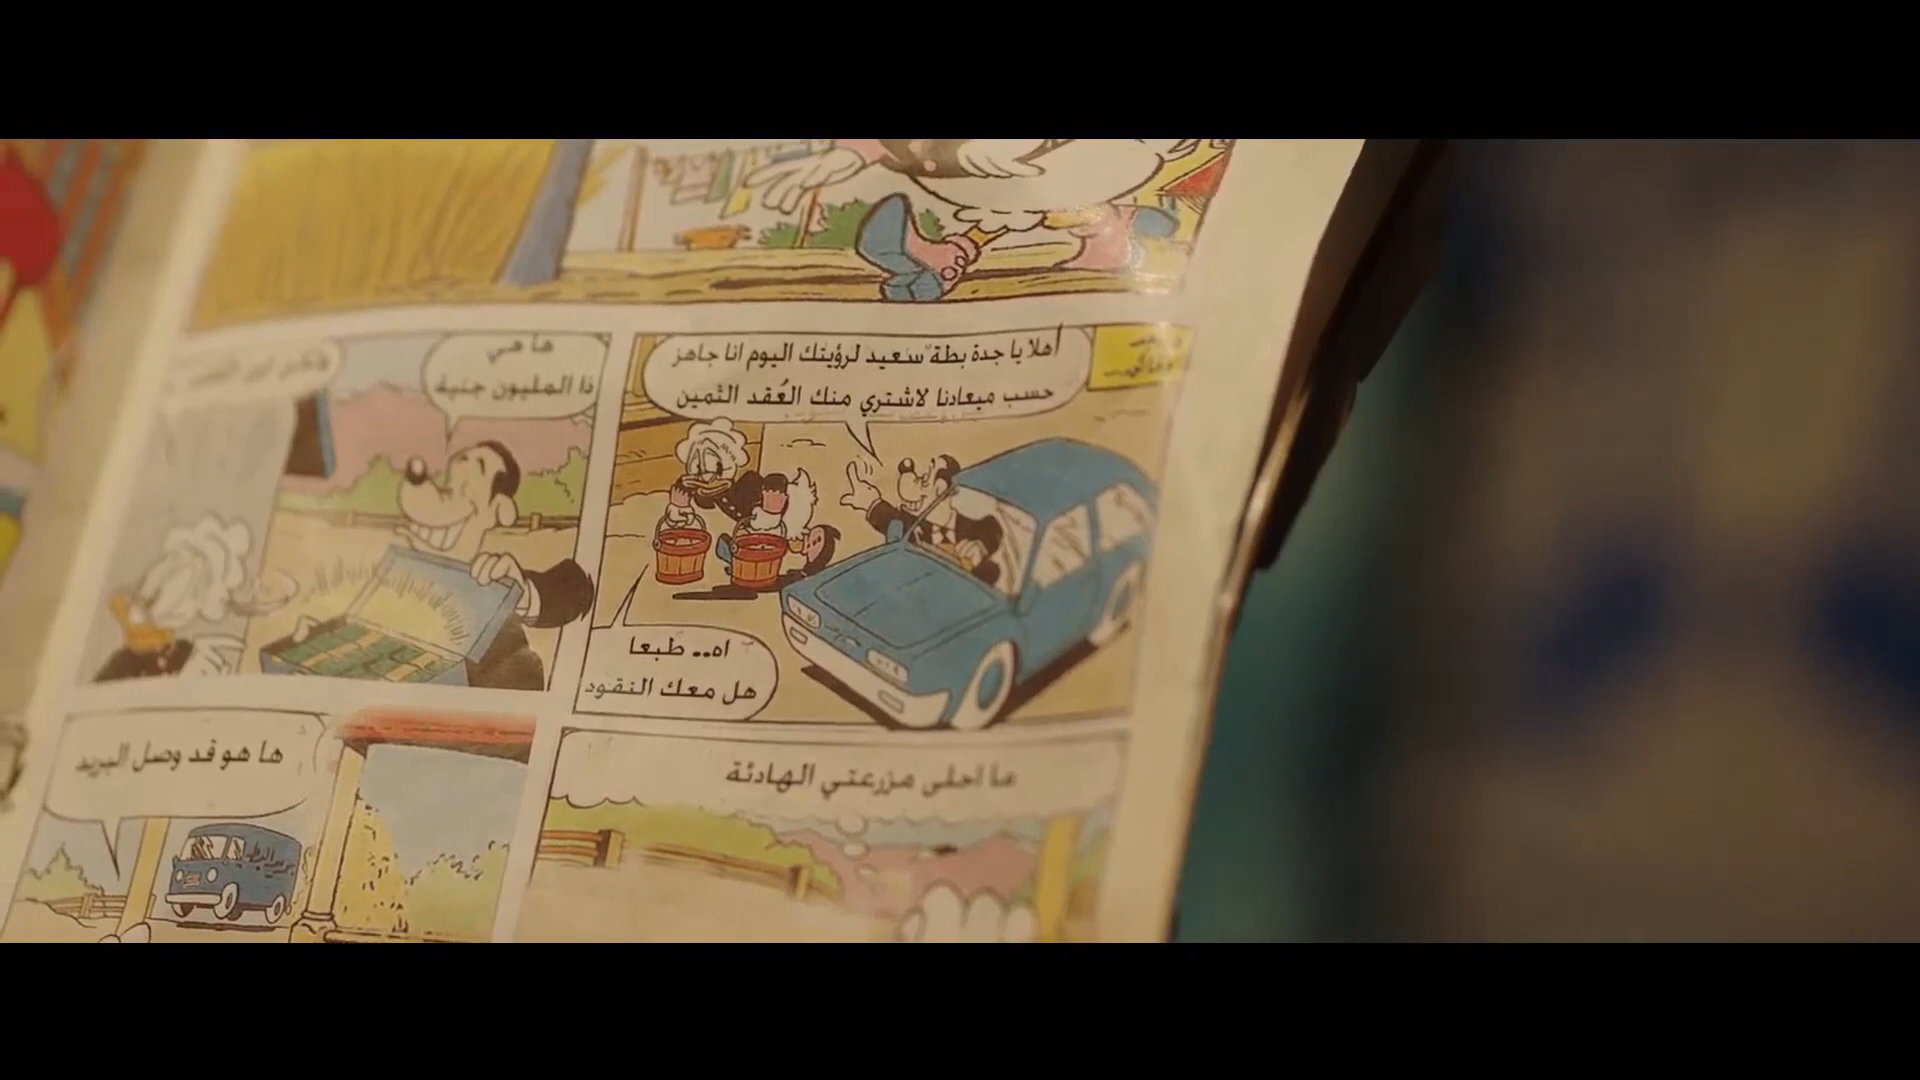 أهلا يا جدة بطة سعيد لرؤيتك اليوم انا جاهز
حسب ميعادنا لاشتري منك العُقد الثمين
اه.. طبعا
هل معك النقود
ها هي
ذا المليون جنية
ما احلى مزرعتي الهادئة
ها هو قد وصل البريد